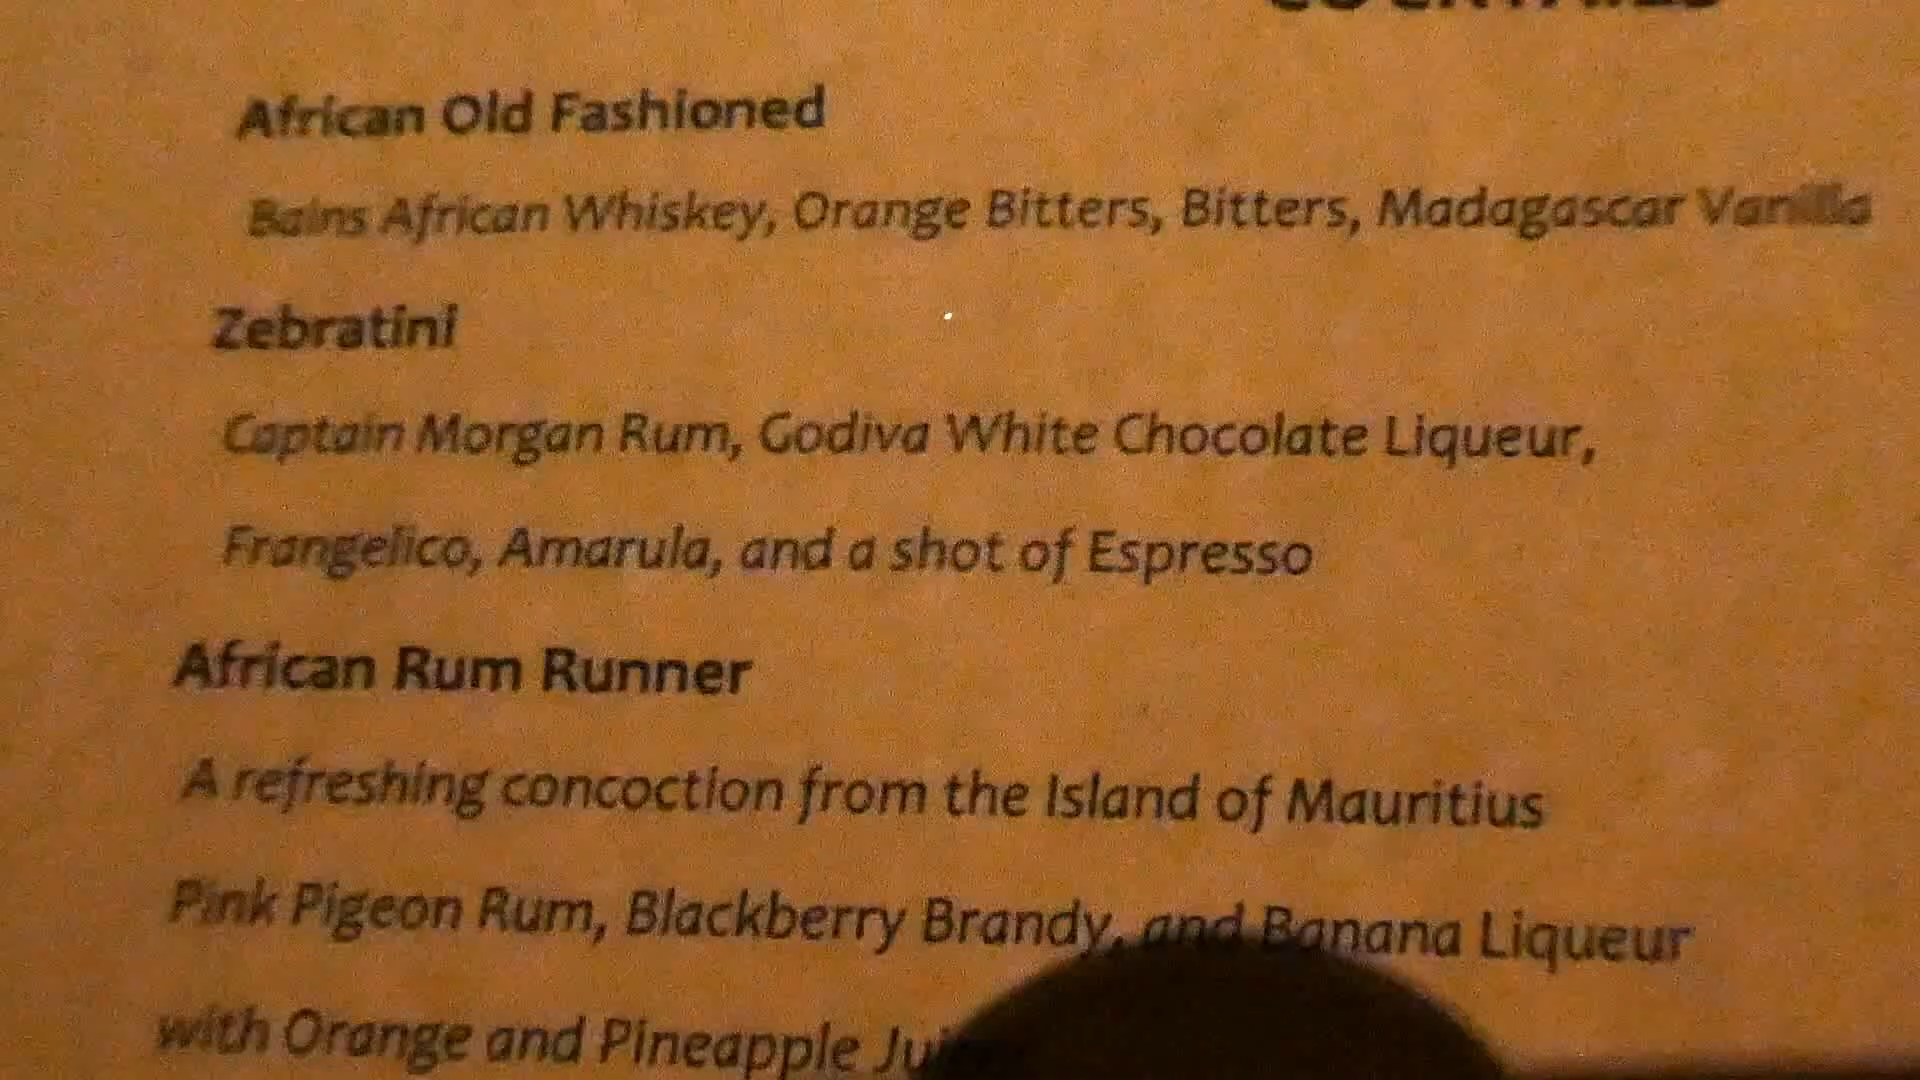 COCKTAILS
African Old Fashioned
Bains African Whiskey, Orange Bitters, Bitters, Madagascar Vanilla
Zebratini
Captain Morgan Rum, Godiva White Chocolate Liqueur,
Frangelico, Amarula, and a shot of Espresso
African Rum Runner
A refreshing concoction from the Island of Mauritius
Pink Pigeon Rum, Blackberry Brandy, and Banana Liqueur
with Orange and Pineapple